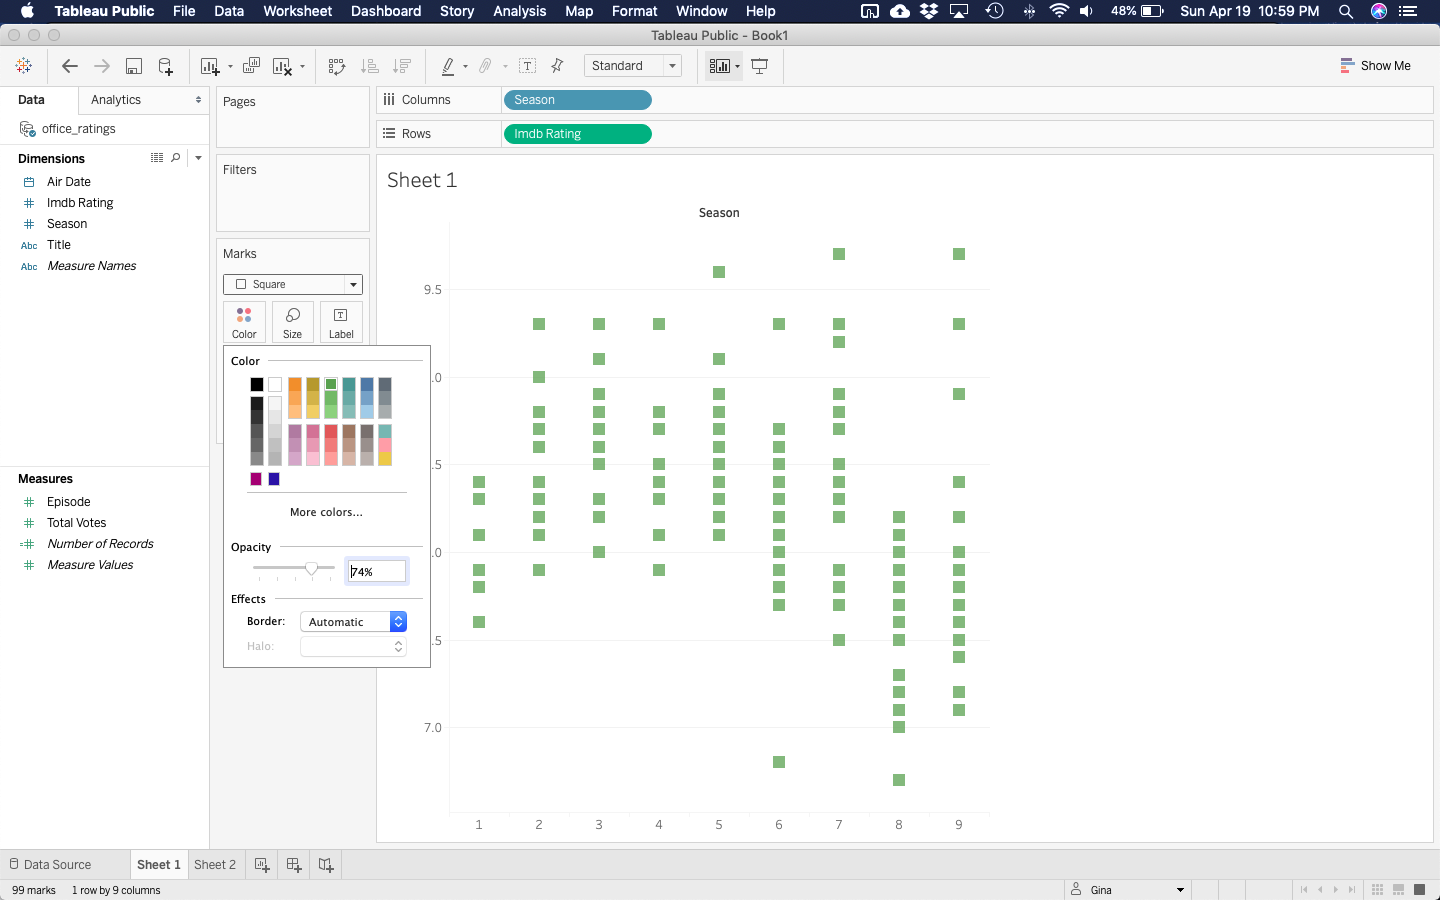 Tableau Public File Data Worksheet Dashboard Story Analysis Map Format Window Help 48% Sun Apr 19 10:59 PM
Tableau Public - Book1
Standard Show Me
Data Analytics
office_ratings
Dimensions
Air Date
Imdb Rating
Season
Title
Abc
Measure Names
Abc
Measures
Episode
Total Votes
Number of Records
Measure Values
Pages
Filters
Marks
Square
Color Size Label
Color
More colors...
Opacity
74%
Effects
Border: Automatic
Halo:
Columns Season
Rows Imdb Rating
Sheet 1
Season
9.5
.0
.5
.0
.5
7.0
1 2 3 4 5 6 7 8 9
Data Source Sheet 1 Sheet 2
99 marks 1 row by 9 columns Gina